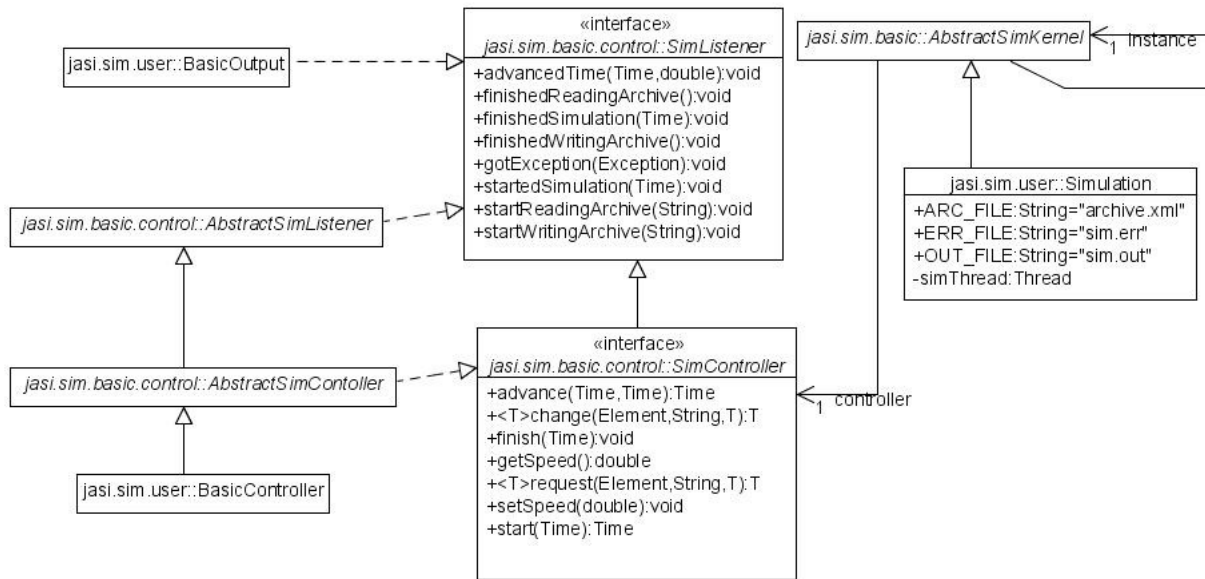 «interface»
jasi.sim.basic.control::SimListener
+advancedTime(Time,double):void
+finishedReadingArchive():void
+finishedSimulation(Time):void
+finishedWritingArchive():void
+gotException(Exception):void
+startedSimulation(Time):void
+startReadingArchive(String):void
+startWritingArchive(String):void
jasi.sim.user::BasicOutput
jasi.sim.basic::AbstractSimKernel
1 instance
jasi.sim.user::Simulation
+ARC_FILE:String="archive.xml"
+ERR_FILE:String="sim.err"
+OUT_FILE:String="sim.out"
-simThread:Thread
jasi.sim.basic.control::AbstractSimListener
«interface»
jasi.sim.basic.control::SimController
+advance(Time,Time):Time
+<T>change(Element,String,T):T
+finish(Time):void
+getSpeed():double
+<T>request(Element,String,T):T
+setSpeed(double):void
+start(Time):Time
1 controller
jasi.sim.basic.control::AbstractSimContoller
jasi.sim.user::BasicController